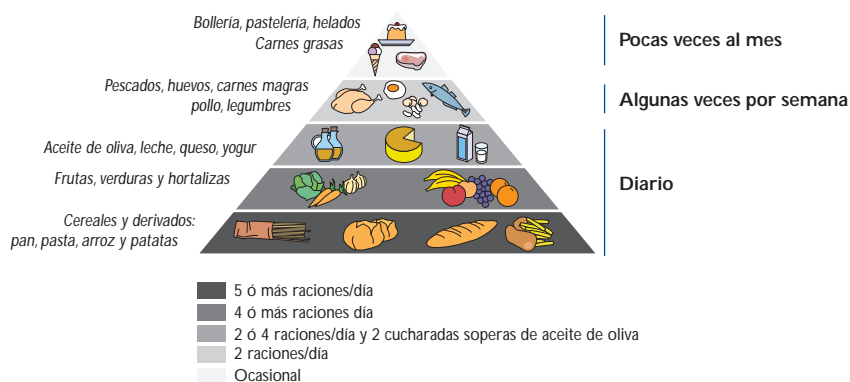 Bollería, pastelería, helados
Carnes grasas
Pocas veces al mes
Pescados, huevos, carnes magras
pollo, legumbres
Algunas veces por semana
Aceite de oliva, leche, queso, yogur
Frutas, verduras y hortalizas
Diario
Cereales y derivados:
pan, pasta, arroz y patatas
5 ó más raciones/día
4 ó más raciones día
2 ó 4 raciones/día y 2 cucharadas soperas de aceite de oliva
2 raciones/día
Ocasional